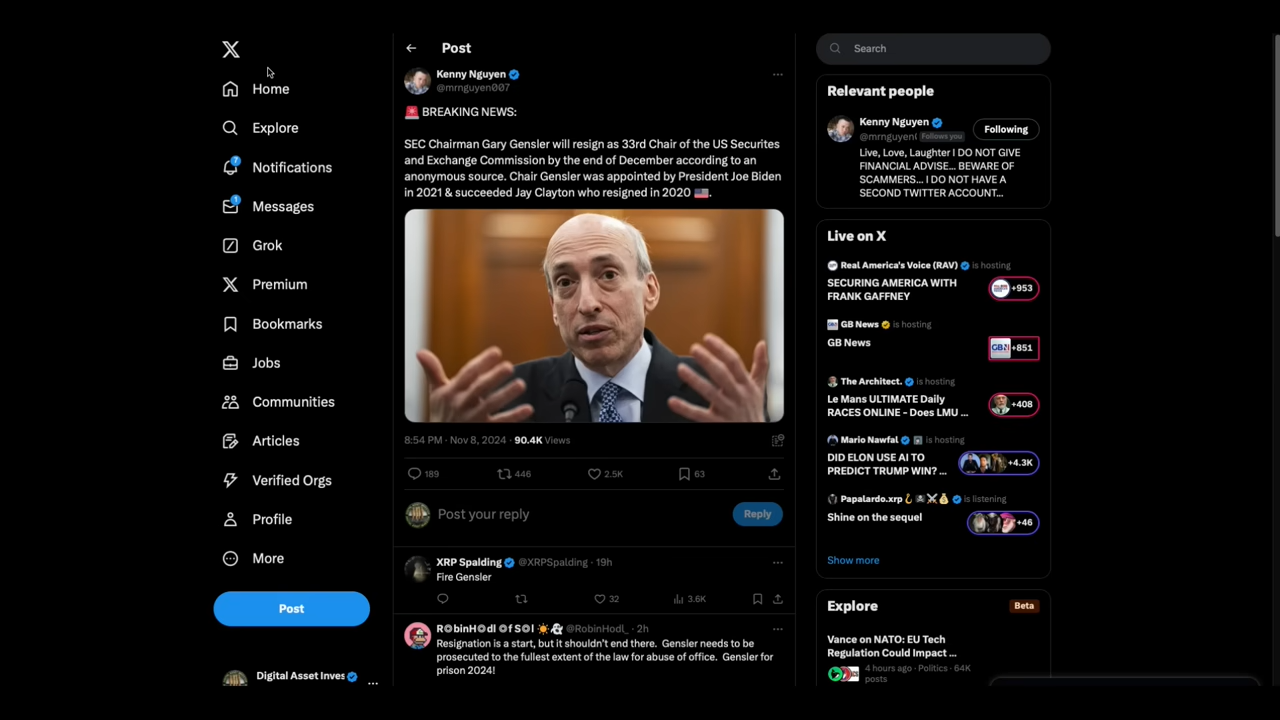 Home
Explore
7
Notifications
1
Messages
Grok
Premium
Bookmarks
Jobs
Communities
Articles
Verified Orgs
Profile
More
Post
Digital Asset Inves
Post
Kenny Nguyen
@mrnguyen007
🚨 BREAKING NEWS:
SEC Chairman Gary Gensler will resign as 33rd Chair of the US Securites
and Exchange Commission by the end of December according to an
anonymous source. Chair Gensler was appointed by President Joe Biden
in 2021 & succeeded Jay Clayton who resigned in 2020 🇺🇸.
8:54 PM · Nov 8, 2024 · 90.4K Views
189 446 2.5K 63
Post your reply
Reply
XRP Spalding @XRPSpalding · 19h
Fire Gensler
32 3.6K
R⭙binH⭙dl ⭙f S⭙l ☀️👻 @RobinHodl_ · 2h
Resignation is a start, but it shouldn't end there. Gensler needs to be
prosecuted to the fullest extent of the law for abuse of office. Gensler for
prison 2024!
Search
Relevant people
Kenny Nguyen
@mrnguyen( Follows you
Following
Live, Love, Laughter I DO NOT GIVE
FINANCIAL ADVISE... BEWARE OF
SCAMMERS... I DO NOT HAVE A
SECOND TWITTER ACCOUNT...
Live on X
Real America's Voice (RAV) is hosting
SECURING AMERICA WITH
FRANK GAFFNEY
+953
GB News is hosting
GB News
GBN +851
The Architect. is hosting
Le Mans ULTIMATE Daily
RACES ONLINE - Does LMU ...
+408
Mario Nawfal is hosting
DID ELON USE AI TO
PREDICT TRUMP WIN? ...
+4.3K
Papalardo.xrp is listening
Shine on the sequel
+46
Show more
Explore
Beta
Vance on NATO: EU Tech
Regulation Could Impact ...
4 hours ago · Politics · 64K
posts